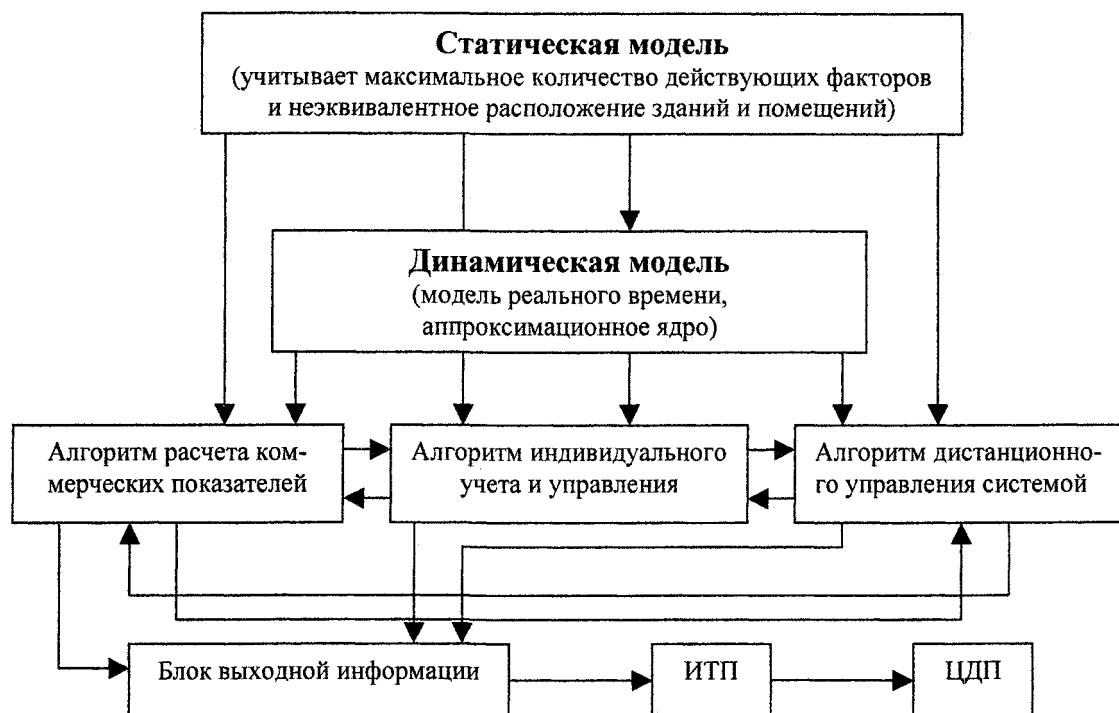 Статическая модель
(учитывает максимальное количество действующих факторов
и неэквивалентное расположение зданий и помещений)
Динамическая модель
(модель реального времени,
аппроксимационное ядро)
Алгоритм расчета ком-
мерческих показателей
Алгоритм индивидуального
учета и управления
Алгоритм дистанционно-
го управления системой
Блок выходной информации
ИТП
ЦДП